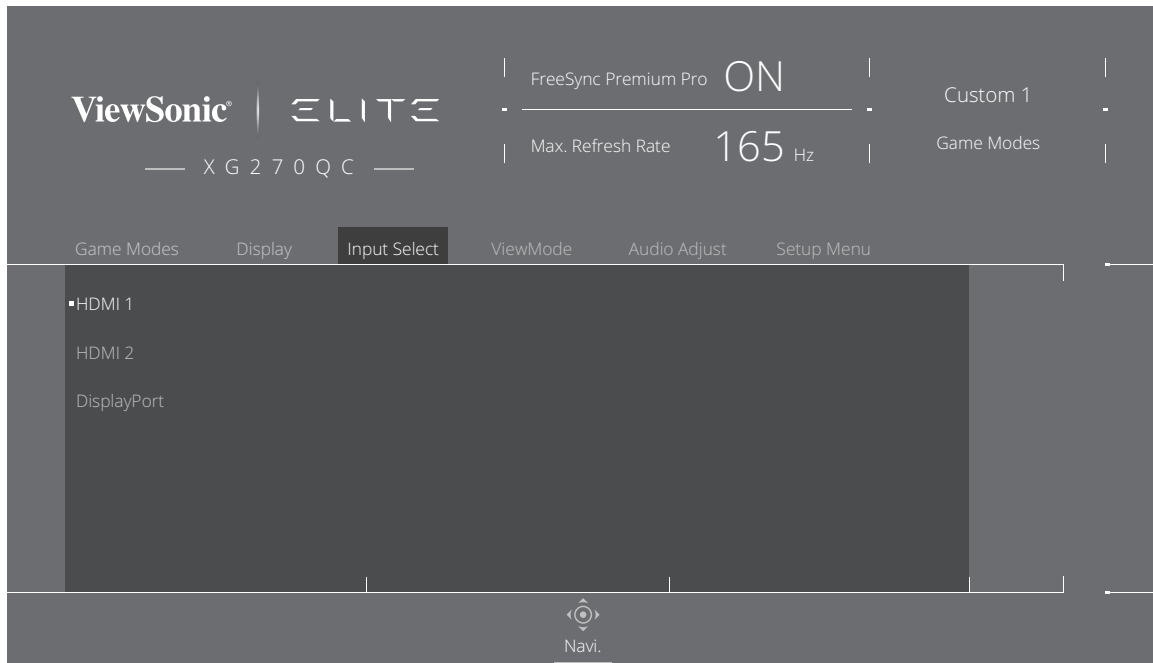 ViewSonic® ELITE
XG270QC
FreeSync Premium Pro ON
Max. Refresh Rate 165 Hz
Custom 1
Game Modes
Game Modes Display Input Select ViewMode Audio Adjust Setup Menu
HDMI 1
HDMI 2
DisplayPort
Navi.